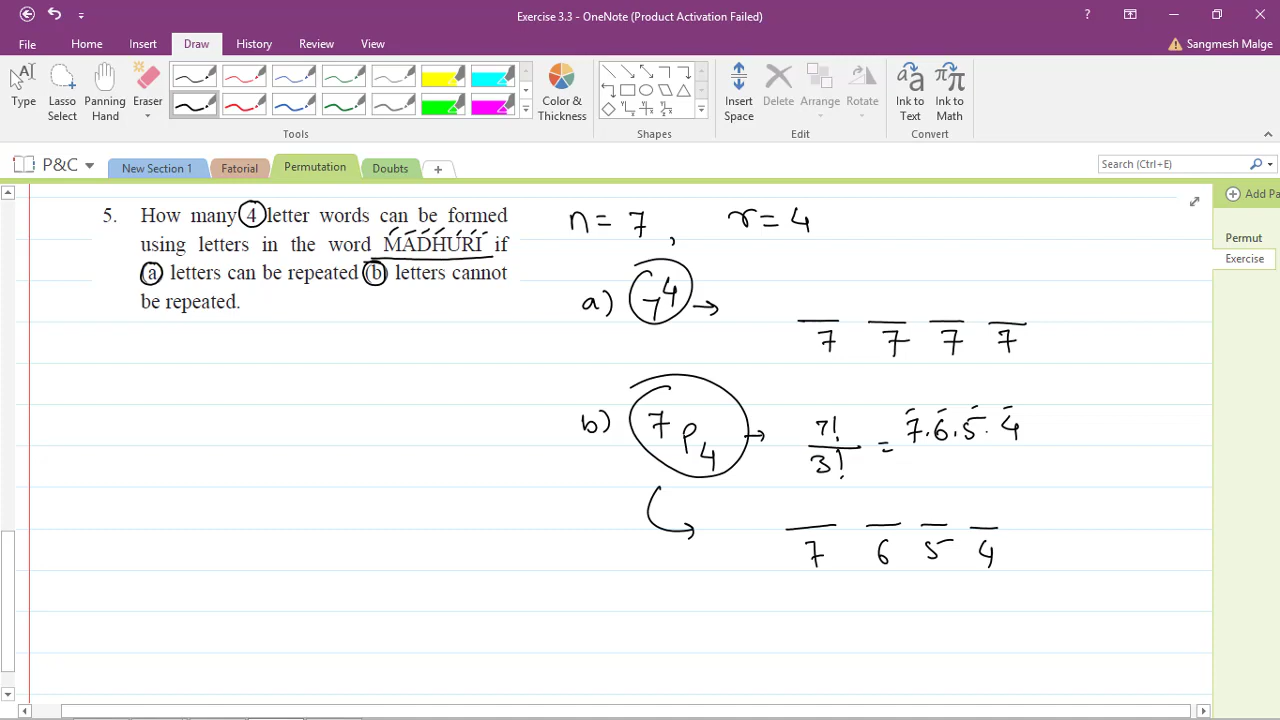 Exercise 3.3 - OneNote (Product Activation Failed)
?
File Home Insert Draw History Review View
Sangmesh Malge
Type
Lasso Select
Panning Hand
Eraser
Color & Thickness
Insert Space
Delete
Arrange
Rotate
Ink to Text
Ink to Math
Tools Shapes Edit Convert
P&C New Section 1 Fatorial Permutation Doubts
Search (Ctrl+E)
Add Pa
Permut
Exercise
5. How many 4 letter words can be formed
using letters in the word MADHURI if
(a) letters can be repeated (b) letters cannot
be repeated.
n = 7 , r = 4
a) 7⁴ →
7 7 7 7
b) ⁷P₄ → 7!/3! = 7.6.5.4
7 6 5 4